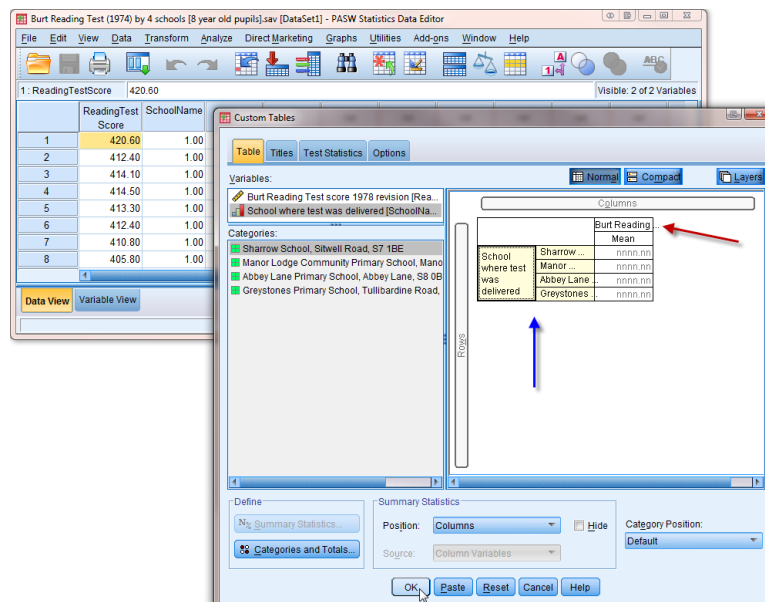 Burt Reading Test (1974) by 4 schools [8 year old pupils].sav [DataSet1] - PASW Statistics Data Editor
File Edit View Data Transform Analyze Direct Marketing Graphs Utilities Add-ons Window Help
1 : ReadingTestScore 420.60 Visible: 2 of 2 Variables
ReadingTest
Score
SchoolName
1 420.60 1.00
2 412.40 1.00
3 414.10 1.00
4 414.50 1.00
5 413.30 1.00
6 412.40 1.00
7 410.80 1.00
8 405.80 1.00
Data View Variable View
Custom Tables
Table Titles Test Statistics Options
Variables:
Normal Compact Layers
Burt Reading Test score 1978 revision [Rea...
School where test was delivered [SchoolNa...
Categories:
Sharrow School, Sitwell Road, S7 1BE
Manor Lodge Community Primary School, Mano
Abbey Lane Primary School, Abbey Lane, S8 0B
Greystones Primary School, Tullibardine Road,
Columns
Burt Reading ...
Mean
School
where test
was
delivered
Sharrow ... nnnn.nn
Manor ... nnnn.nn
Abbey Lane ... nnnn.nn
Greystones ... nnnn.nn
Rows
Define
N% Summary Statistics...
Categories and Totals...
Summary Statistics
Position: Columns Hide
Source: Column Variables
Category Position:
Default
OK Paste Reset Cancel Help